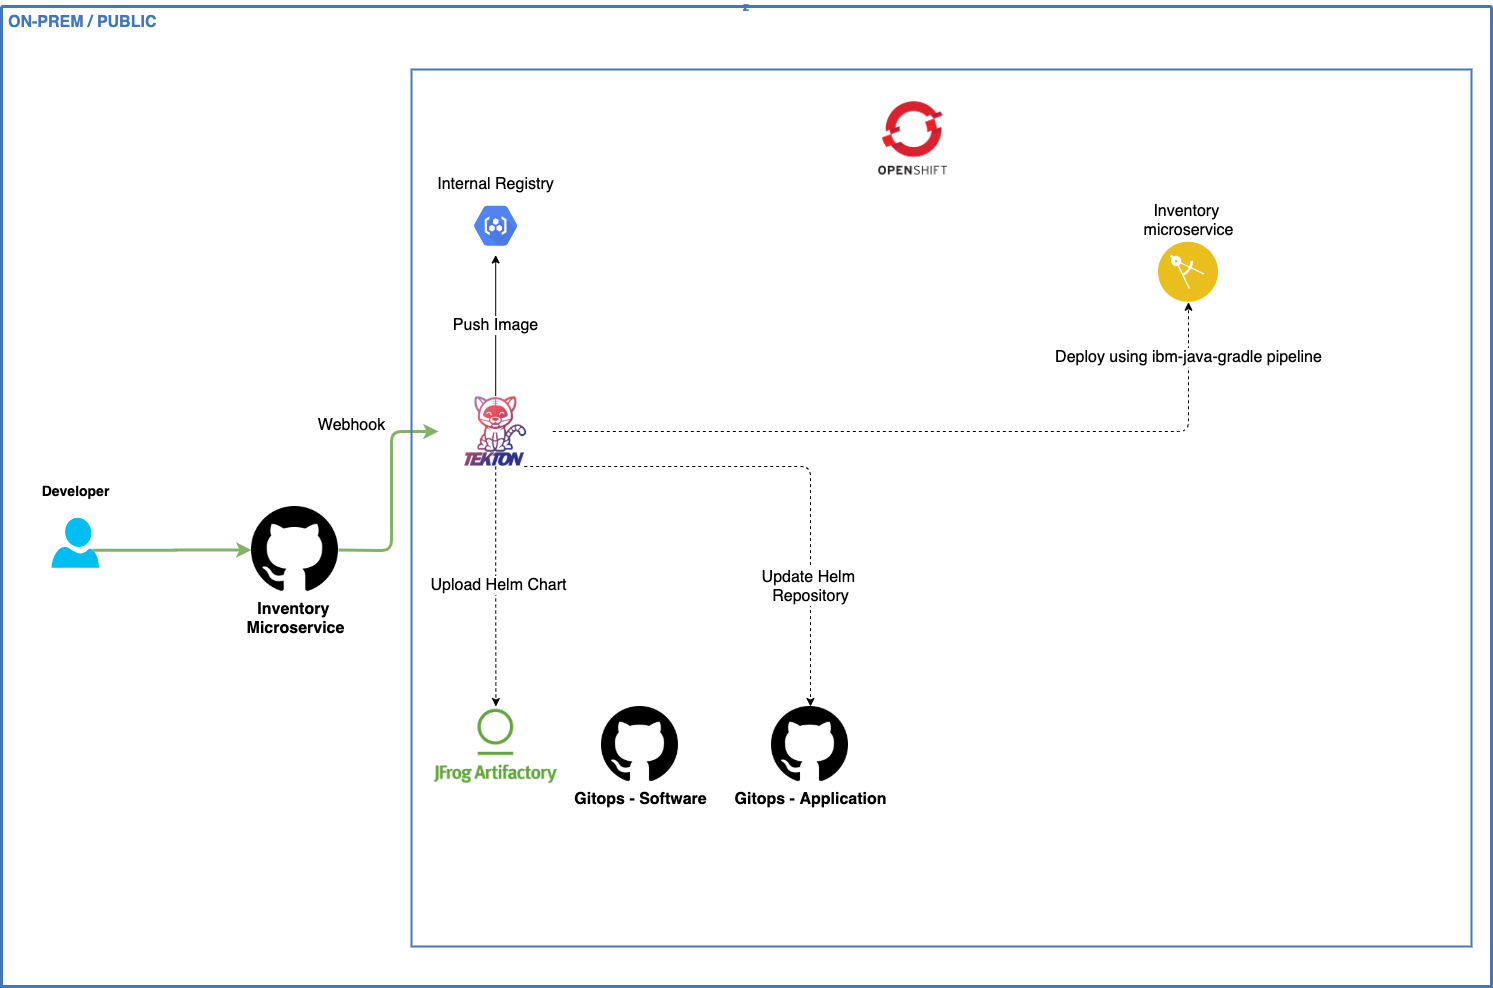 ON-PREM / PUBLIC
OPENSHIFT
Internal Registry
Inventory
microservice
Push Image
Deploy using ibm-java-gradle pipeline
Webhook
TEKTON
Developer
Upload Helm Chart
Update Helm
Repository
Inventory
Microservice
JFrog Artifactory
Gitops - Software
Gitops - Application